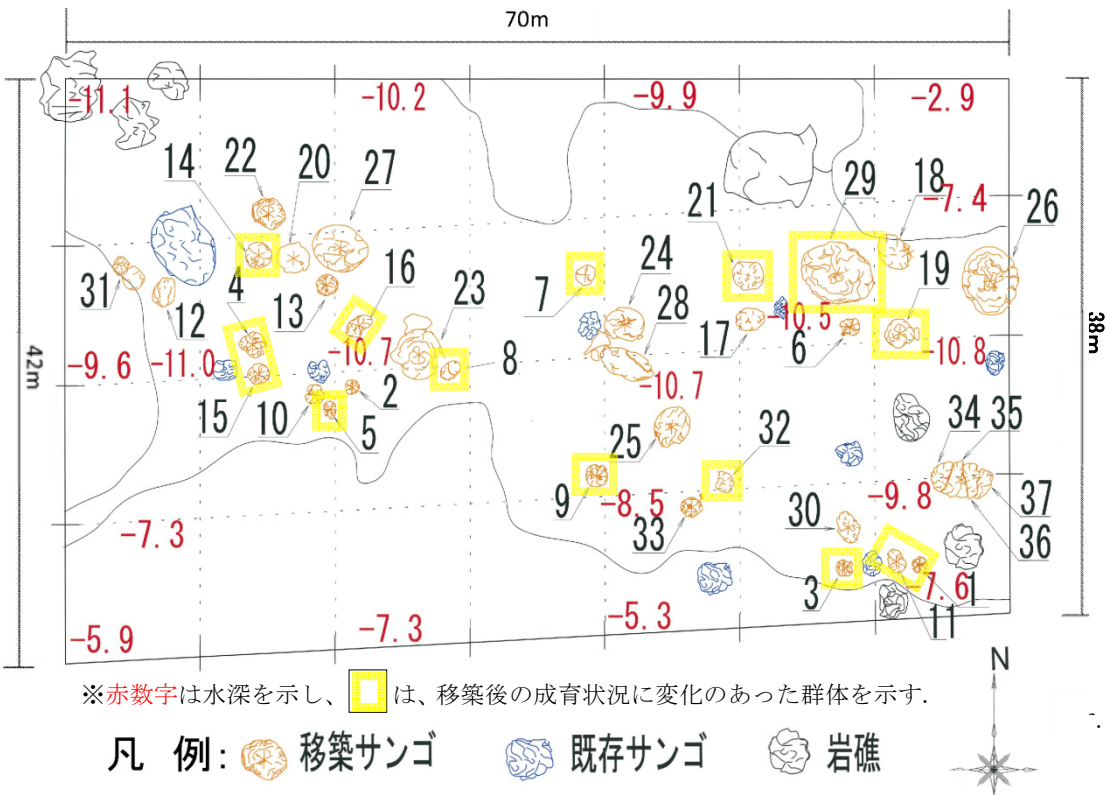 70m
-11.1 -10.2 -9.9 -2.9
14 22 20 27 21 29 18 -7.4 26
31 12 4 13 16 23 7 24 28 17 -10.5 6 19
42m 38m
-9.6 -11.0 -10.7 8 -10.7 -10.8
15 10 5 2 25 32 34 35
9 -8.5 33 30 -9.8 37
-7.3 36
3 -7.6 1
11
-5.9 -7.3 -5.3
N
※赤数字は水深を示し、 は、移築後の成育状況に変化のあった群体を示す.
凡 例: 移築サンゴ 既存サンゴ 岩礁